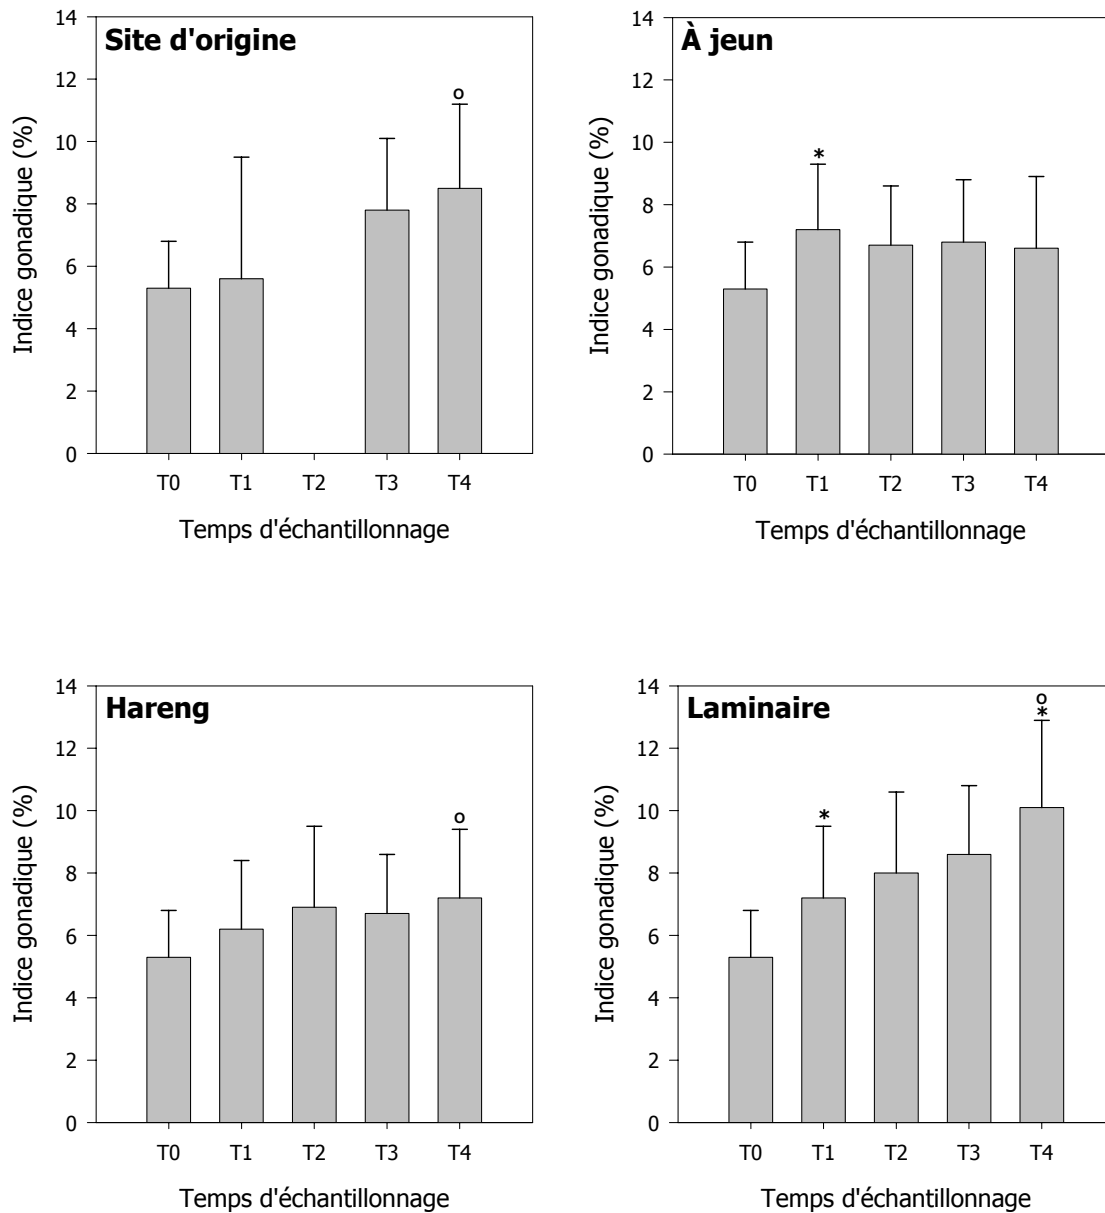 Site d'origine
Indice gonadique (%)
14
12
10
8
6
4
2
0
o
T0 T1 T2 T3 T4
Temps d'échantillonnage
À jeun
Indice gonadique (%)
14
12
10
8
6
4
2
0
*
T0 T1 T2 T3 T4
Temps d'échantillonnage
Hareng
Indice gonadique (%)
14
12
10
8
6
4
2
0
o
T0 T1 T2 T3 T4
Temps d'échantillonnage
Laminaire
Indice gonadique (%)
14
12
10
8
6
4
2
0
*
o
*
T0 T1 T2 T3 T4
Temps d'échantillonnage